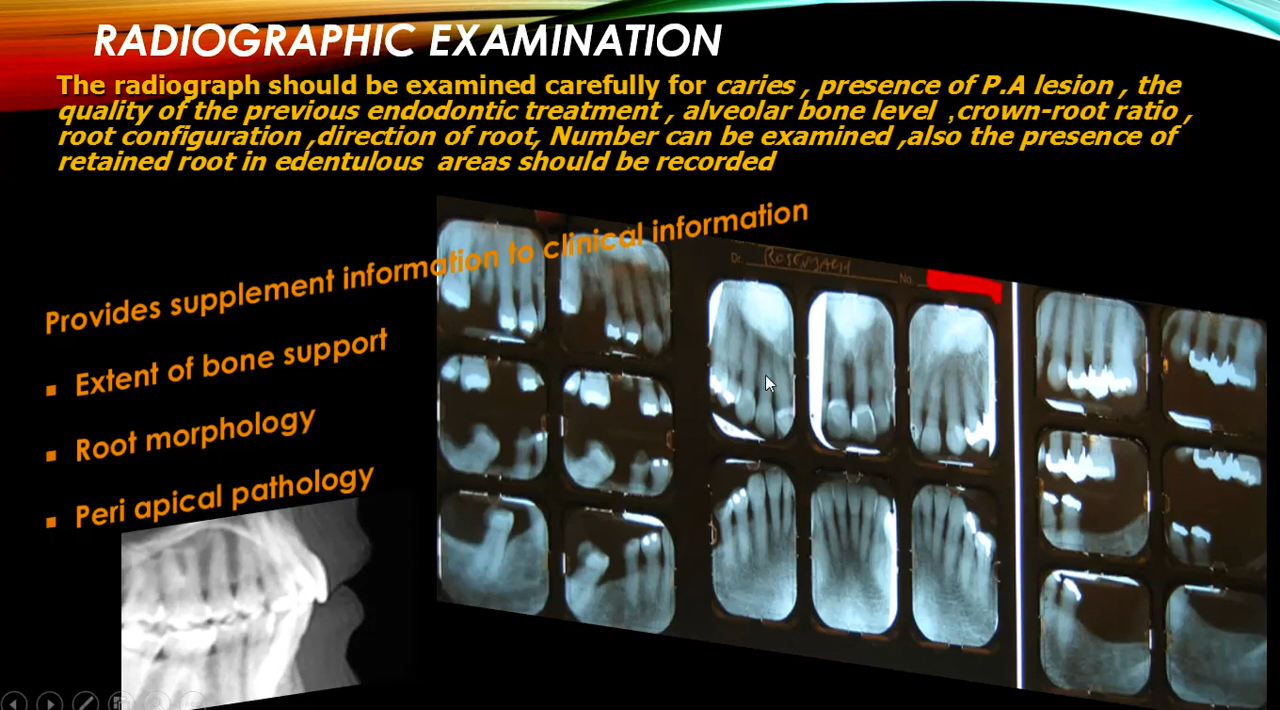 RADIOGRAPHIC EXAMINATION
The radiograph should be examined carefully for caries , presence of P.A lesion , the
quality of the previous endodontic treatment , alveolar bone level ,crown-root ratio ,
root configuration ,direction of root, Number can be examined ,also the presence of
retained root in edentulous areas should be recorded
Provides supplement information to clinical information
▪ Extent of bone support
▪ Root morphology
▪ Peri apical pathology
Dr.
No.